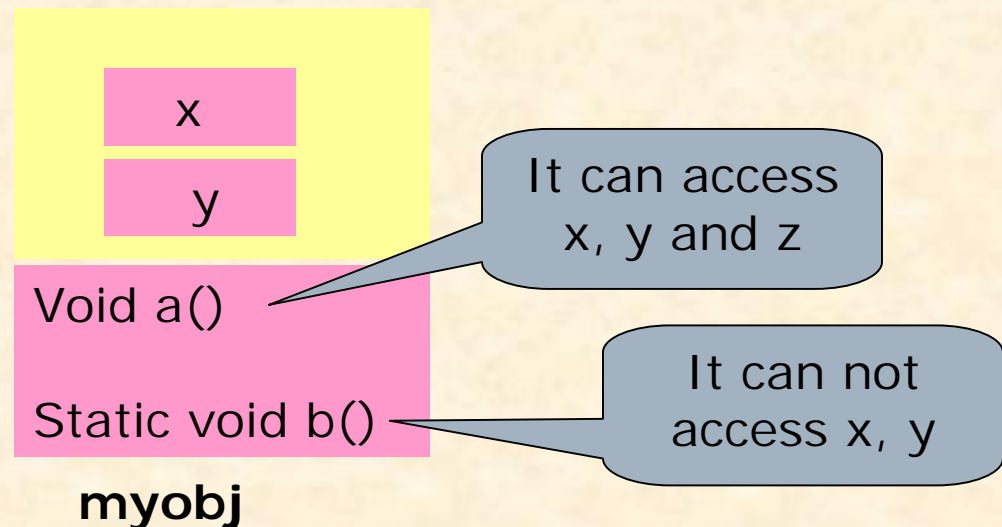 x
y
It can access
x, y and z
Void a()
It can not
access x, y
Static void b()
myobj